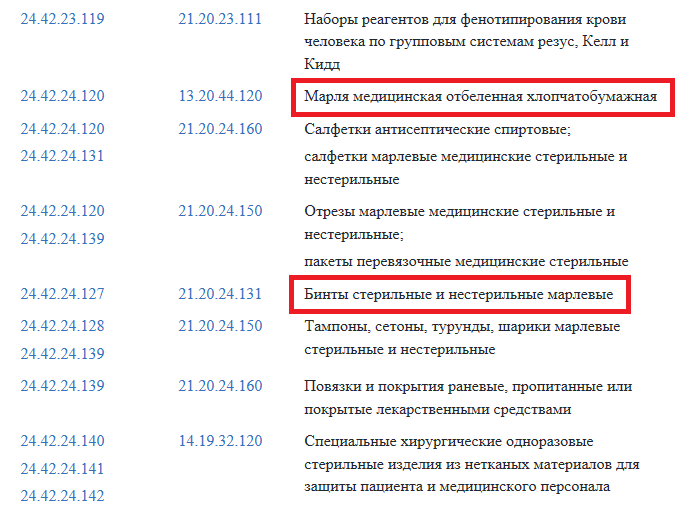 24.42.23.119 21.20.23.111 Наборы реагентов для фенотипирования крови
человека по групповым системам резус, Келл и
Кидд
24.42.24.120 13.20.44.120 Марля медицинская отбеленная хлопчатобумажная
24.42.24.120 21.20.24.160 Салфетки антисептические спиртовые;
24.42.24.131 салфетки марлевые медицинские стерильные и
нестерильные
24.42.24.120 21.20.24.150 Отрезы марлевые медицинские стерильные и
24.42.24.139 нестерильные;
пакеты перевязочные медицинские стерильные
24.42.24.127 21.20.24.131 Бинты стерильные и нестерильные марлевые
24.42.24.128 21.20.24.150 Тампоны, сетоны, турунды, шарики марлевые
24.42.24.139 стерильные и нестерильные
24.42.24.139 21.20.24.160 Повязки и покрытия раневые, пропитанные или
покрытые лекарственными средствами
24.42.24.140 14.19.32.120 Специальные хирургические одноразовые
24.42.24.141 стерильные изделия из нетканых материалов для
24.42.24.142 защиты пациента и медицинского персонала